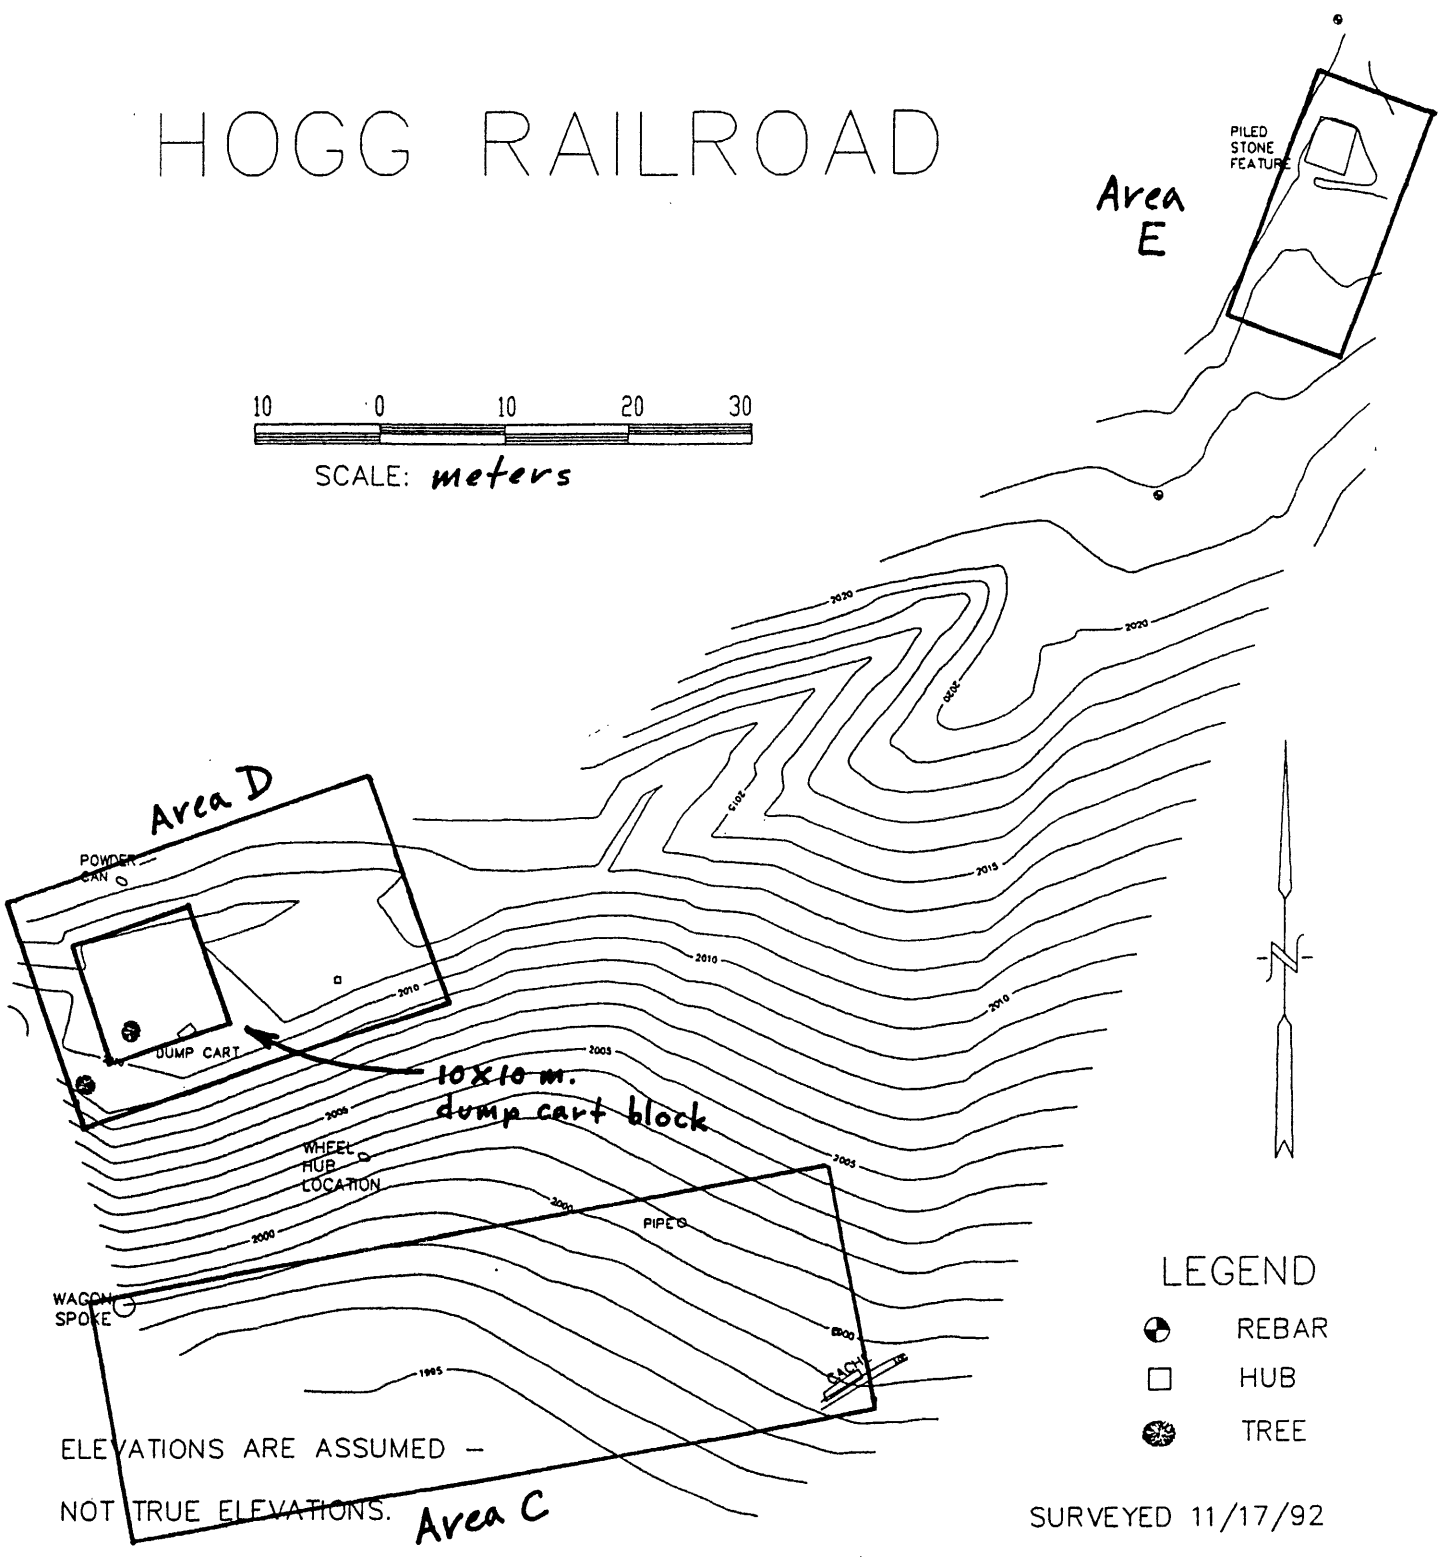 HOGG RAILROAD
PILED
STONE
FEATURE
Area
E
10 0 10 20 30
SCALE: meters
2020
2020
2020
Area D
2015
POWDER
CAN
2015
2010
2010
2010
DUMP CART
2005
10X10 m.
dump cart block
2005
WHEEL
HUB
LOCATION
2005
2000
PIPE
2000
N
LEGEND
WAGON
SPOKE
REBAR
2000
CACHE
LOG
1995
HUB
TREE
ELEVATIONS ARE ASSUMED -
NOT TRUE ELEVATIONS.
Area C
SURVEYED 11/17/92